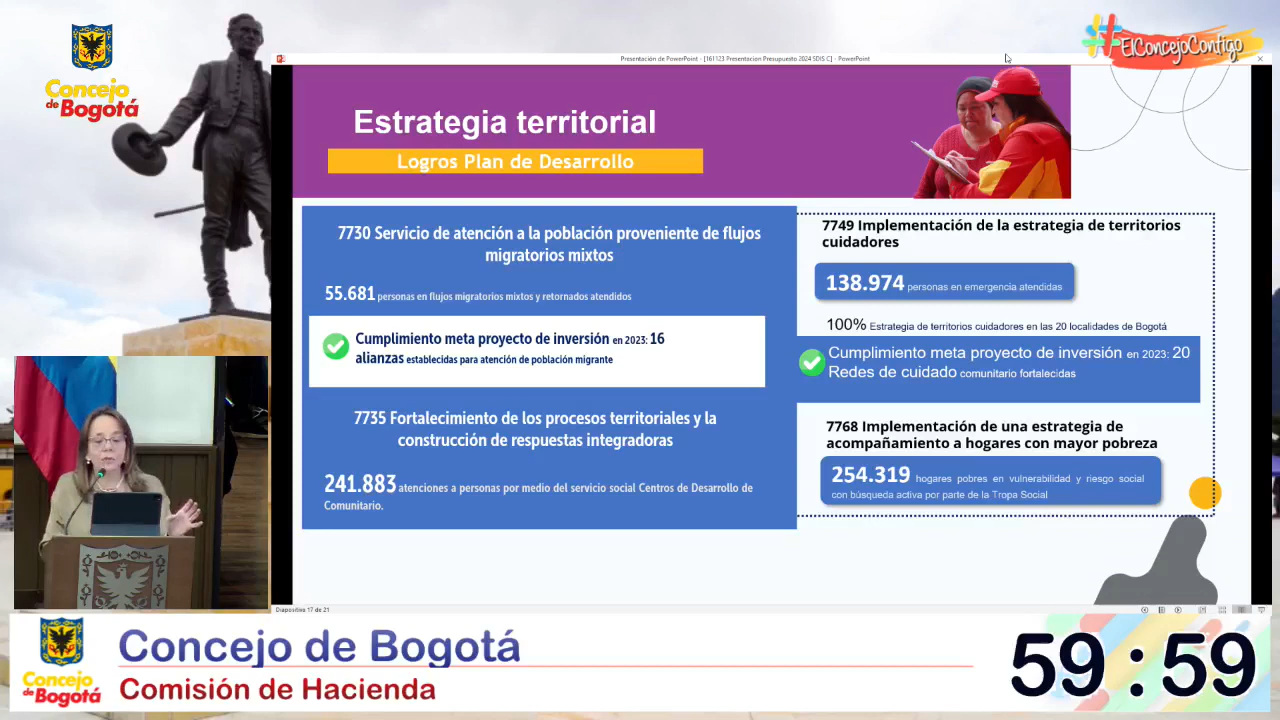 Concejo
de Bogotá
#ElConcejoContigo
Presentación de PowerPoint - [161123 Presentacion Presupuesto 2024 SDIS C] - PowerPoint
Estrategia territorial
Logros Plan de Desarrollo
7730 Servicio de atención a la población proveniente de flujos
migratorios mixtos
55.681 personas en flujos migratorios mixtos y retornados atendidos
Cumplimiento meta proyecto de inversión en 2023: 16
alianzas establecidas para atención de población migrante
7735 Fortalecimiento de los procesos territoriales y la
construcción de respuestas integradoras
241.883 atenciones a personas por medio del servicio social Centros de Desarrollo de
Comunitario.
7749 Implementación de la estrategia de territorios
cuidadores
138.974 personas en emergencia atendidas
100% Estrategia de territorios cuidadores en las 20 localidades de Bogotá
Cumplimiento meta proyecto de inversión en 2023: 20
Redes de cuidado comunitario fortalecidas
7768 Implementación de una estrategia de
acompañamiento a hogares con mayor pobreza
254.319 hogares pobres en vulnerabilidad y riesgo social
con búsqueda activa por parte de la Tropa Social
Diapositiva 17 de 21
Concejo
de Bogotá
Concejo de Bogotá
Comisión de Hacienda
59:59